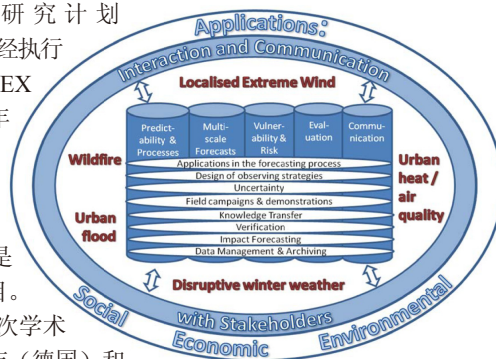 研 究 计 划
经执行
EX
年
是
次学术
（德国）和
Applications:
Interaction and Communication
Localised Extreme Wind
Predict-
ability &
Processes
Multi-
scale
Forecasts
Vulner-
ability &
Risk
Eval-
uation
Commu-
nication
Wildfire
Urban
flood
Applications in the forecasting process
Design of observing strategies
Uncertainty
Field campaigns & demonstrations
Knowledge Transfer
Verification
Impact Forecasting
Data Management & Archiving
Urban
heat /
air
quality
Disruptive winter weather
with Stakeholders
Social
Economic
Environmental